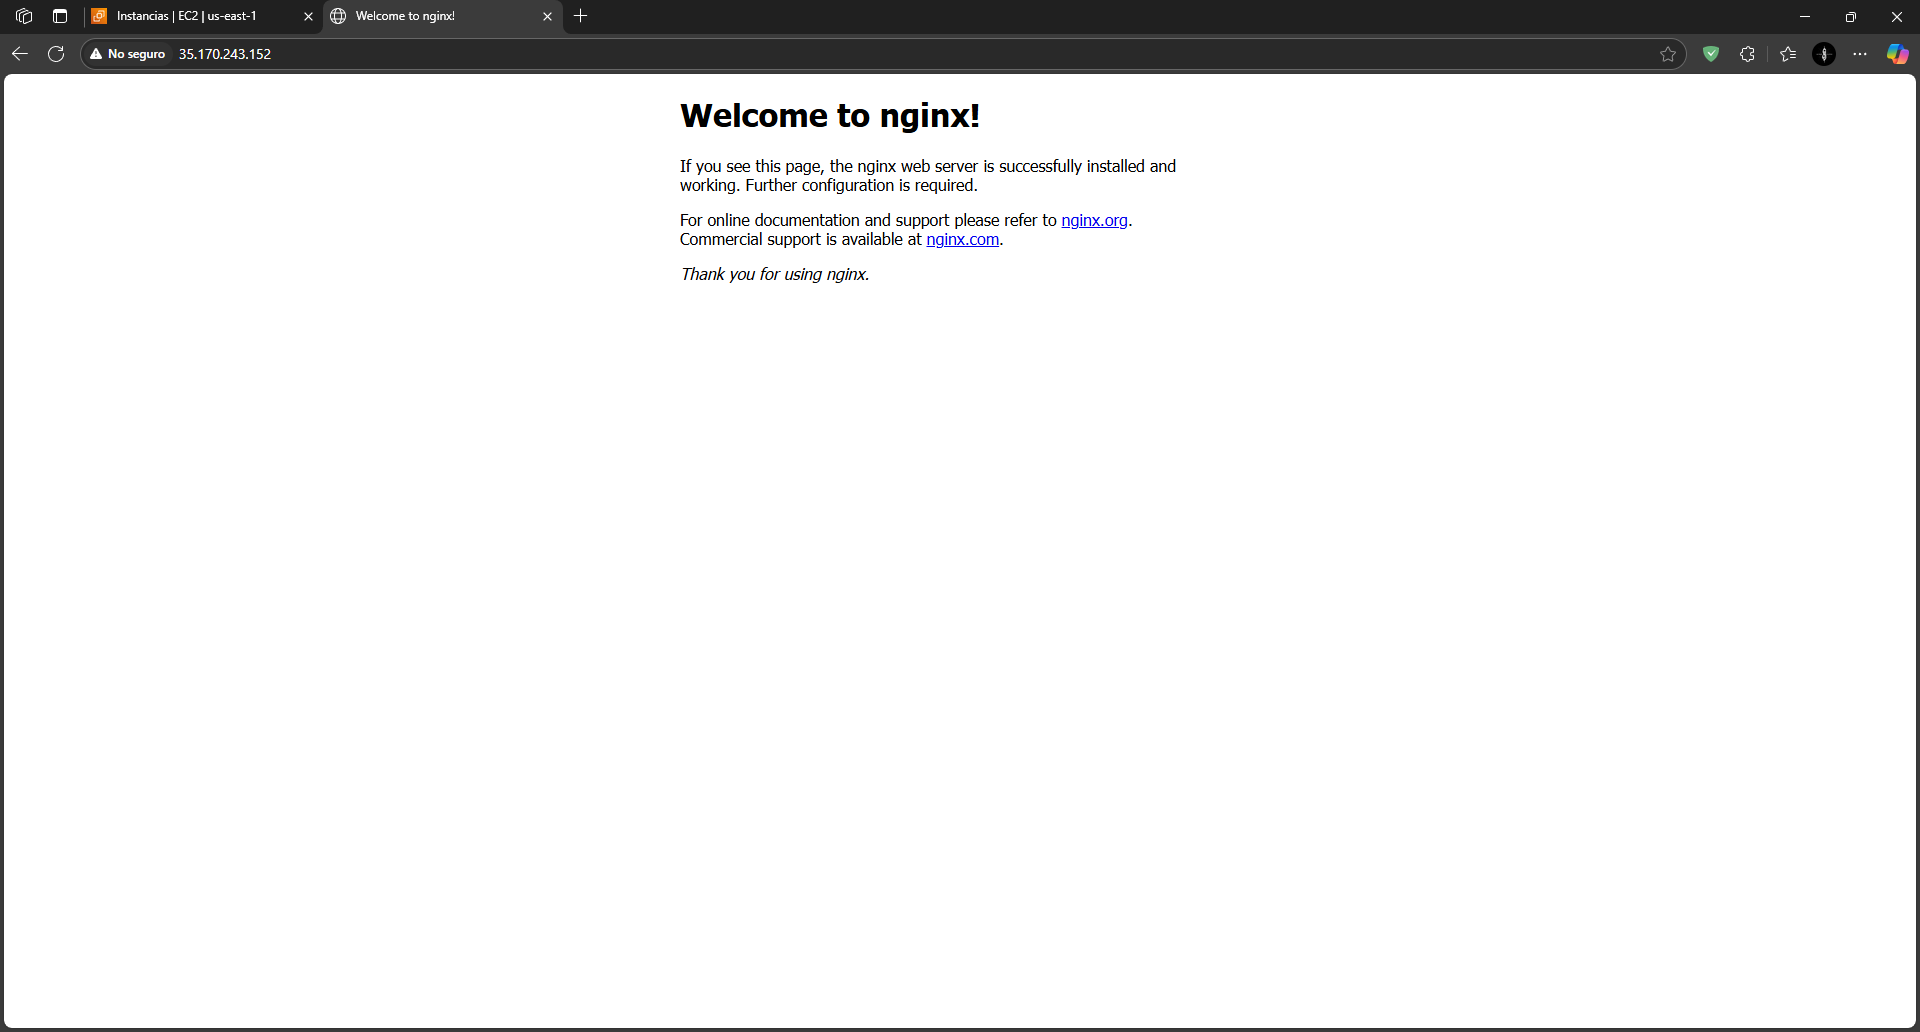 Instancias | EC2 | us-east-1
Welcome to nginx!
No seguro
35.170.243.152
Welcome to nginx!
If you see this page, the nginx web server is successfully installed and
working. Further configuration is required.
For online documentation and support please refer to nginx.org.
Commercial support is available at nginx.com.
Thank you for using nginx.